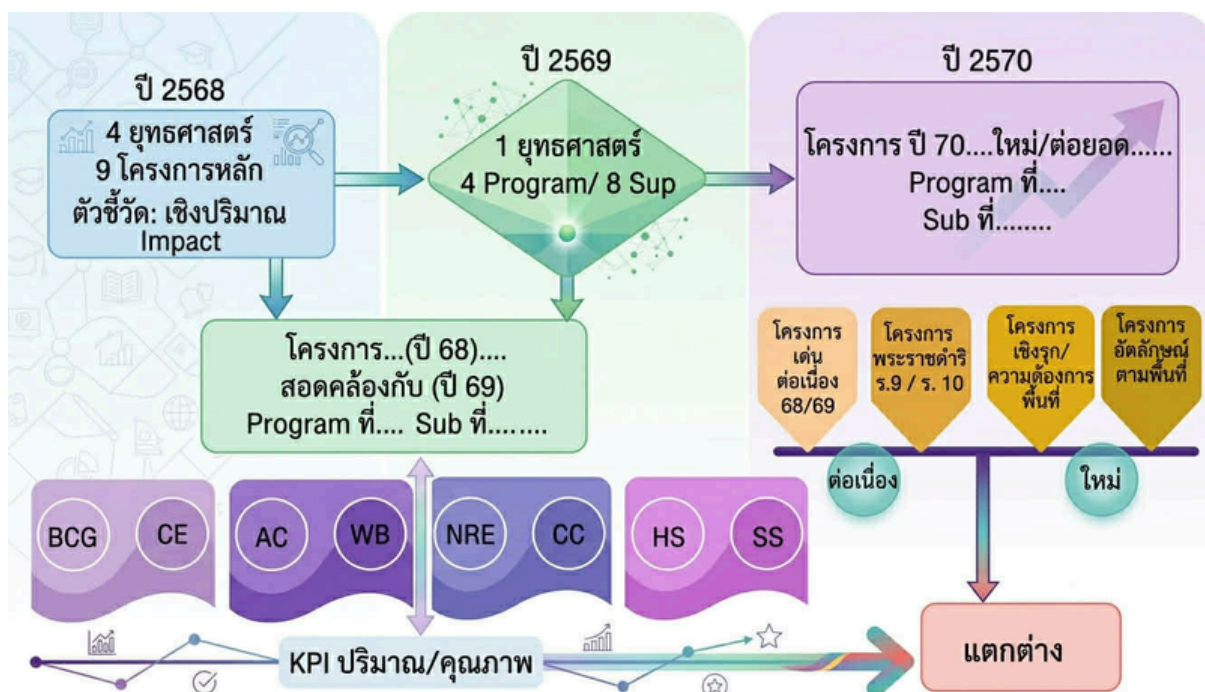 ปี 2568
4 ยุทธศาสตร์
9 โครงการหลัก
ตัวชี้วัด: เชิงปริมาณ
Impact
ปี 2569
1 ยุทธศาสตร์
4 Program/ 8 Sup
ปี 2570
โครงการ ปี 70....ใหม่/ต่อยอด......
Program ที่....
Sub ที่........
โครงการ...(ปี 68)....
สอดคล้องกับ (ปี 69)
Program ที่.... Sub ที่.........
โครงการ
เด่น
ต่อเนื่อง
68/69
โครงการ
พระราชดำริ
ร.9 / ร. 10
โครงการ
เชิงรุก/
ความต้องการ
พื้นที่
โครงการ
อัตลักษณ์
ตามพื้นที่
ต่อเนื่อง
ใหม่
BCG
CE
AC
WB
NRE
CC
HS
SS
KPI ปริมาณ/คุณภาพ
แตกต่าง